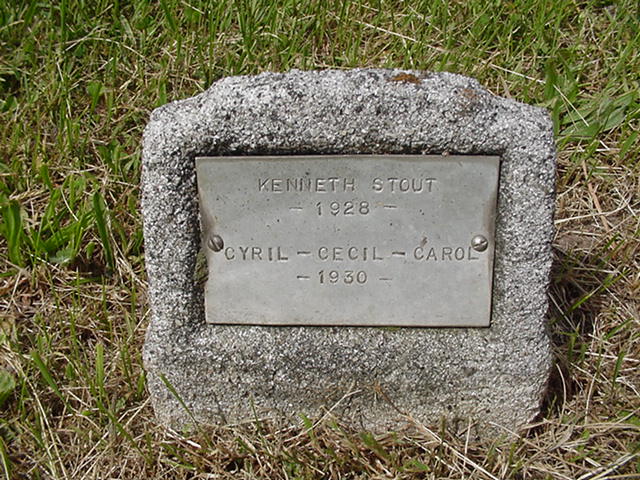 KENNETH STOUT
- 1928 -
CYRIL - CECIL - CAROL
- 1930 -